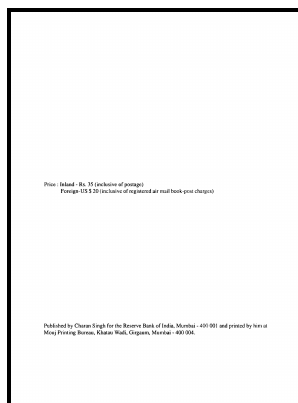 Price : Inland - Rs. 35 (inclusive of postage)
Foreign-US $ 20 (inclusive of registered air mail book-post charges)
Published by Charan Singh for the Reserve Bank of India, Mumbai - 400 001 and printed by him at
Mouj Printing Bureau, Khatau Wadi, Girgaum, Mumbai - 400 004.